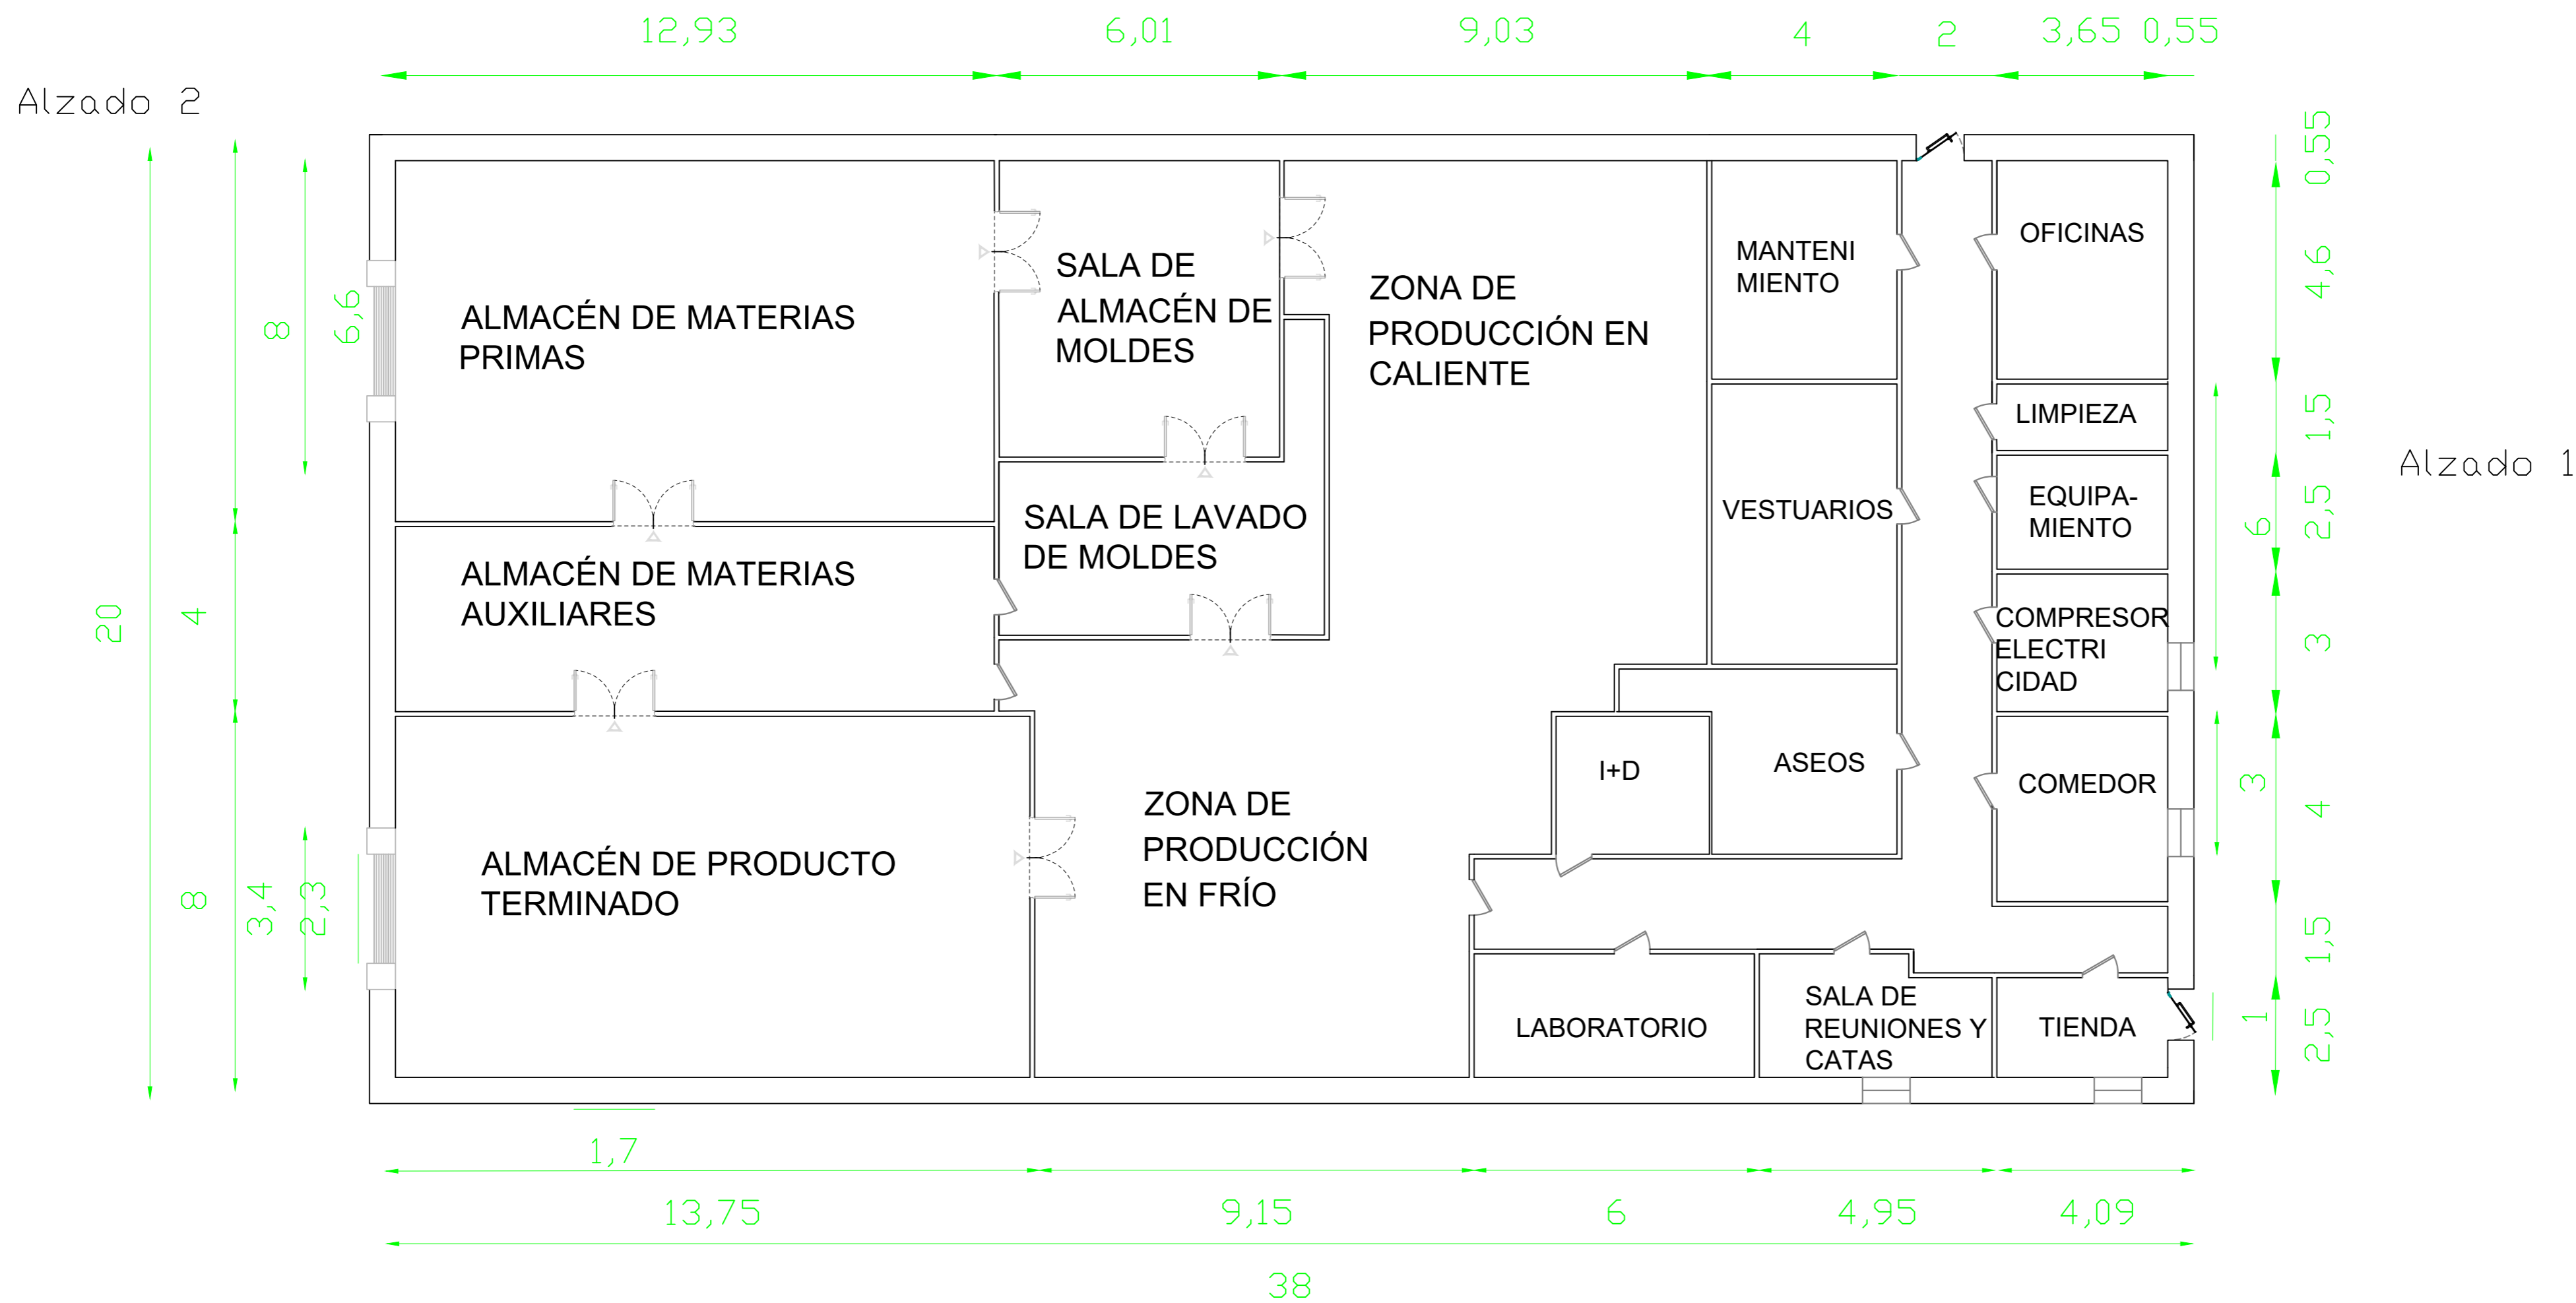 12,93
6,01
9,03
4
2
3,65
0,55
Alzado 2
0,55
4,6
1,5
2,5
3
4
1,5
2,5
Alzado 1
6
3
1
20
8
4
8
8
6,6
3,4
2,3
ALMACÉN DE MATERIAS
PRIMAS
SALA DE
ALMACÉN DE
MOLDES
ZONA DE
PRODUCCIÓN EN
CALIENTE
MANTENI
MIENTO
OFICINAS
LIMPIEZA
EQUIPA-
MIENTO
VESTUARIOS
SALA DE LAVADO
DE MOLDES
ALMACÉN DE MATERIAS
AUXILIARES
COMPRESOR
ELECTRI
CIDAD
I+D
ASEOS
COMEDOR
ZONA DE
PRODUCCIÓN
EN FRÍO
ALMACÉN DE PRODUCTO
TERMINADO
LABORATORIO
SALA DE
REUNIONES Y
CATAS
TIENDA
1,7
13,75
9,15
6
4,95
4,09
38